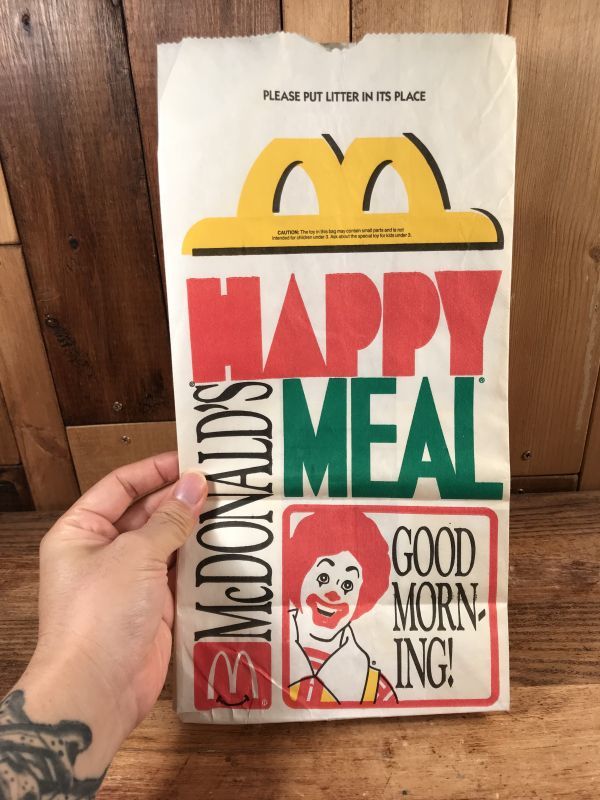 PLEASE PUT LITTER IN ITS PLACE
CAUTION: The toy in this bag may contain small parts and is not
intended for children under 3. Ask about the special toy for kids under 3.
HAPPY
MEAL®
McDONALD'S®
GOOD
MORN-
ING!